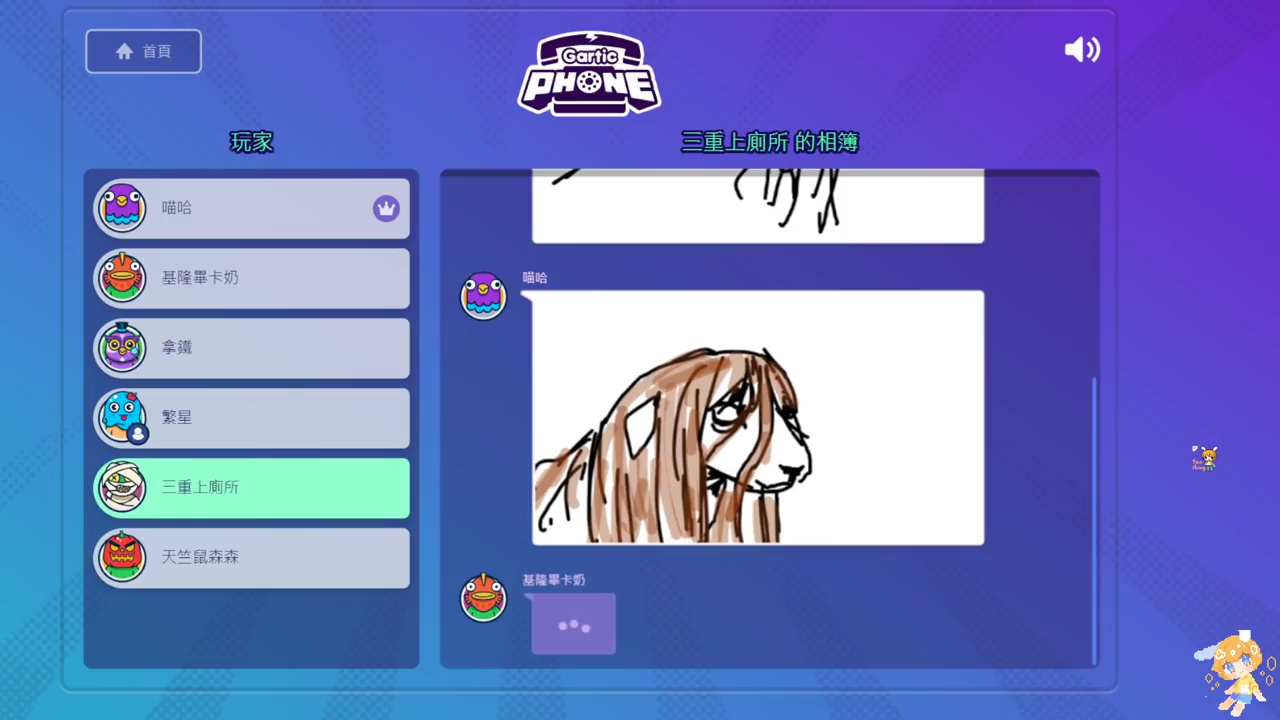 首頁
Gartic
PHONE
玩家
三重上廁所 的相簿
喵哈
基隆畢卡奶
拿鐵
繁星
三重上廁所
天竺鼠森森
喵哈
基隆畢卡奶